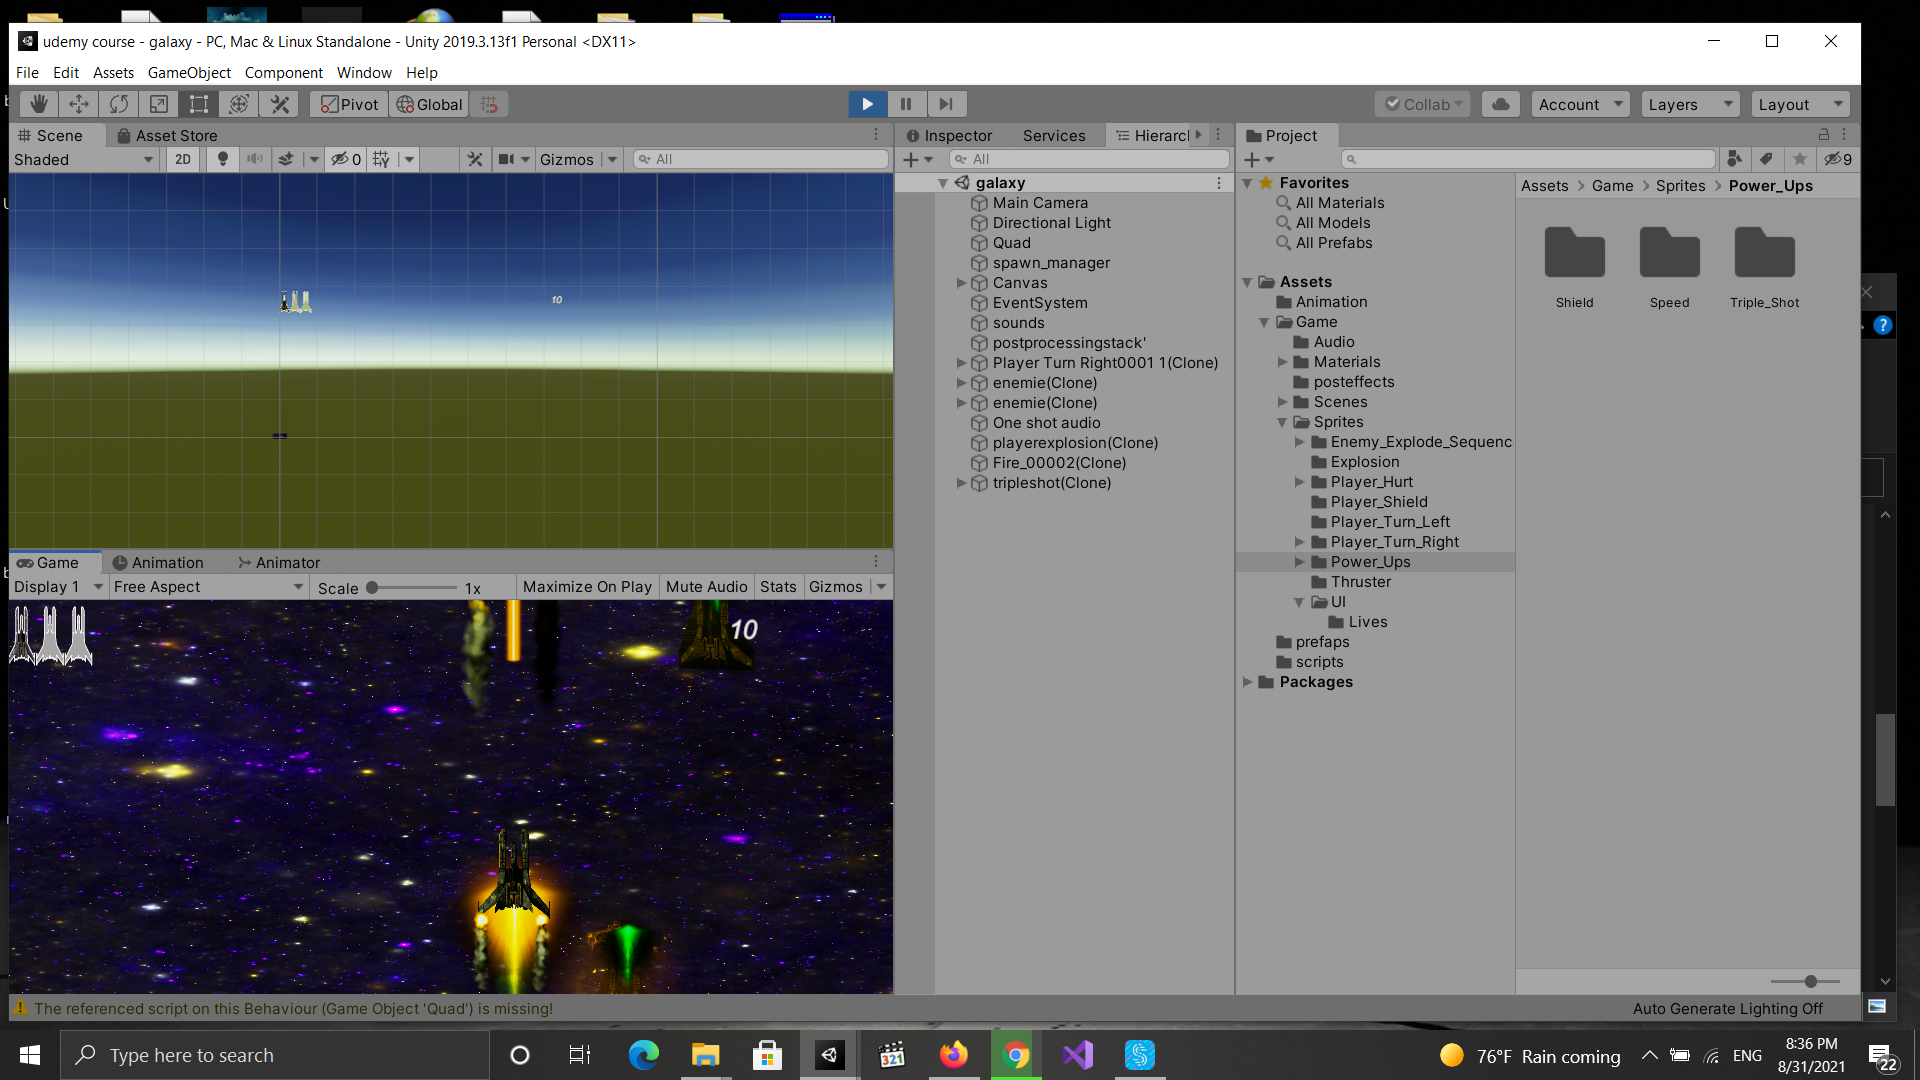 udemy course - galaxy - PC, Mac & Linux Standalone - Unity 2019.3.13f1 Personal <DX11>
File Edit Assets GameObject Component Window Help
Pivot Global Collab Account Layers Layout
Scene Asset Store
Shaded 2D 0 Gizmos All
10
Game Animation Animator
Display 1 Free Aspect Scale 1x Maximize On Play Mute Audio Stats Gizmos
10
Inspector Services Hierarc
All
galaxy
Main Camera
Directional Light
Quad
spawn_manager
Canvas
EventSystem
sounds
postprocessingstack'
Player Turn Right0001 1(Clone)
enemie(Clone)
enemie(Clone)
One shot audio
playerexplosion(Clone)
Fire_00002(Clone)
tripleshot(Clone)
Project
9
Favorites
All Materials
All Models
All Prefabs
Assets
Animation
Game
Audio
Materials
posteffects
Scenes
Sprites
Enemy_Explode_Sequenc
Explosion
Player_Hurt
Player_Shield
Player_Turn_Left
Player_Turn_Right
Power_Ups
Thruster
UI
Lives
prefaps
scripts
Packages
Assets > Game > Sprites > Power_Ups
Shield Speed Triple_Shot
The referenced script on this Behaviour (Game Object 'Quad') is missing!
Auto Generate Lighting Off
Type here to search
321
76°F Rain coming
ENG
8:36 PM
8/31/2021
22